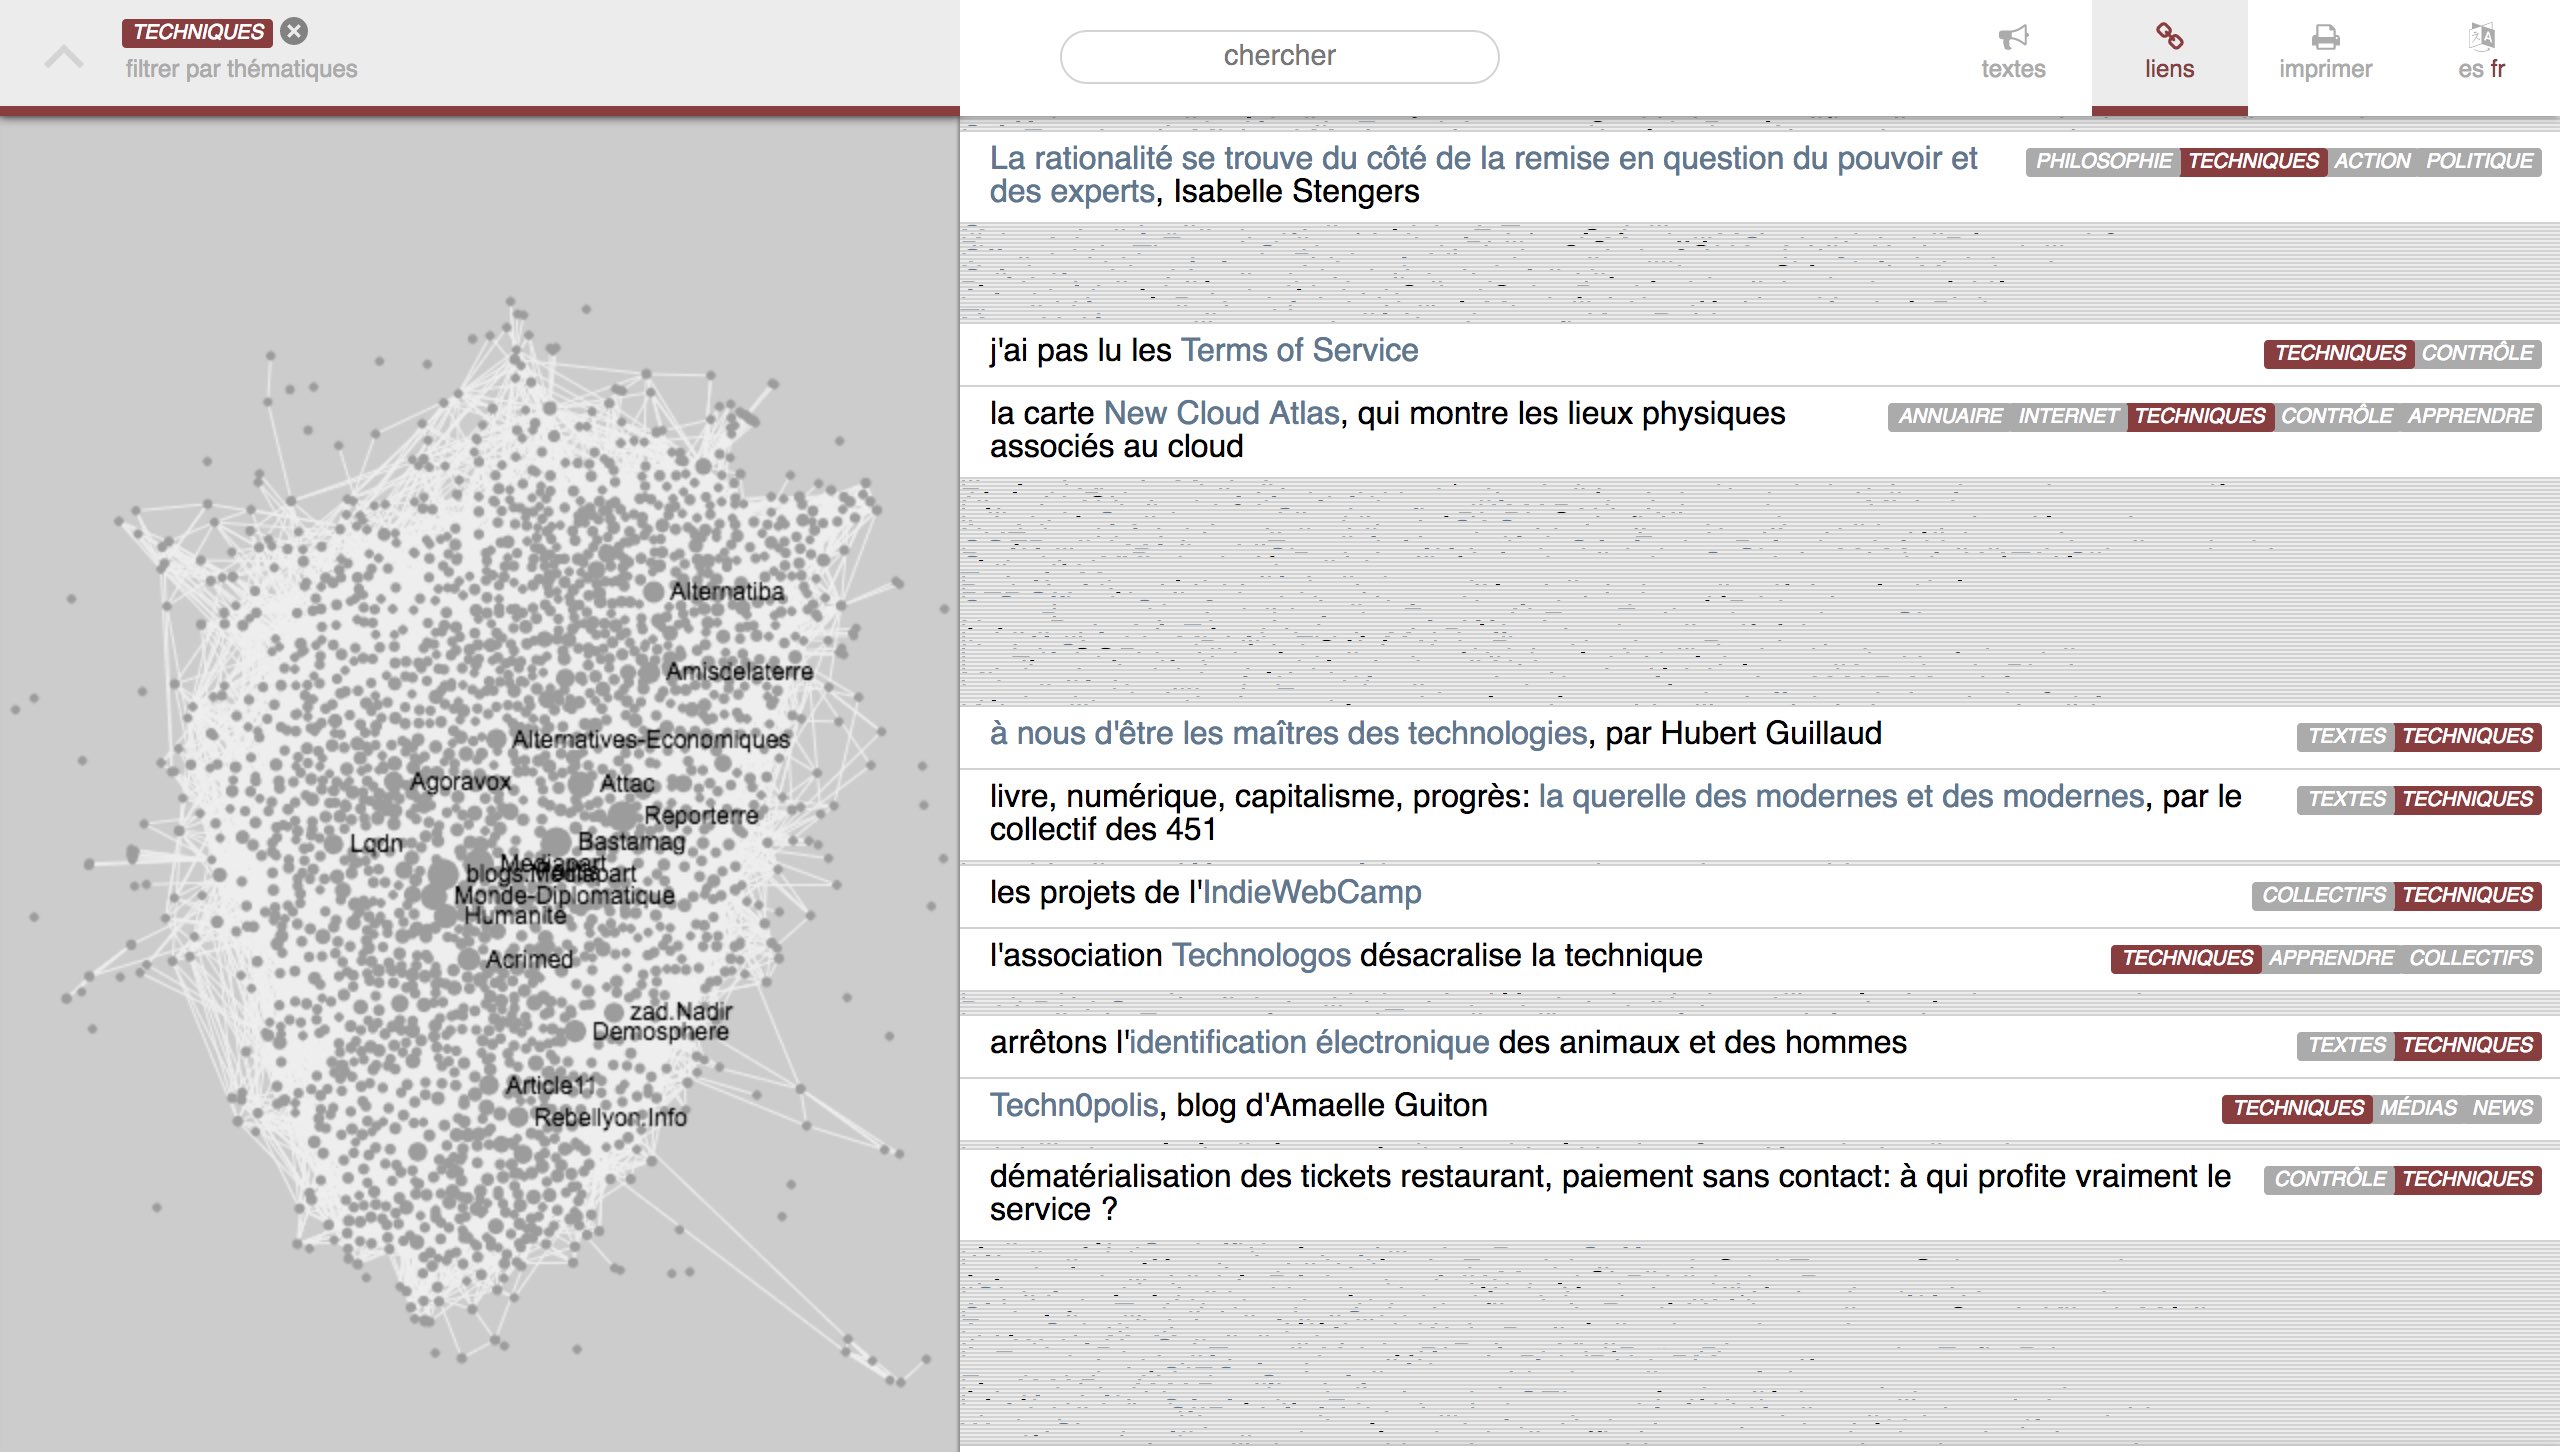 TECHNIQUES
filtrer par thématiques
chercher
textes
liens
imprimer
es fr
La rationalité se trouve du côté de la remise en question du pouvoir et
des experts, Isabelle Stengers
PHILOSOPHIE TECHNIQUES ACTION POLITIQUE
j'ai pas lu les Terms of Service
TECHNIQUES CONTRÔLE
la carte New Cloud Atlas, qui montre les lieux physiques
associés au cloud
ANNUAIRE INTERNET TECHNIQUES CONTRÔLE APPRENDRE
à nous d'être les maîtres des technologies, par Hubert Guillaud
TEXTES TECHNIQUES
livre, numérique, capitalisme, progrès: la querelle des modernes et des modernes, par le
collectif des 451
TEXTES TECHNIQUES
les projets de l'IndieWebCamp
COLLECTIFS TECHNIQUES
l'association Technologos désacralise la technique
TECHNIQUES APPRENDRE COLLECTIFS
arrêtons l'identification électronique des animaux et des hommes
TEXTES TECHNIQUES
Techn0polis, blog d'Amaelle Guiton
TECHNIQUES MÉDIAS NEWS
dématérialisation des tickets restaurant, paiement sans contact: à qui profite vraiment le
service ?
CONTRÔLE TECHNIQUES
Alternatiba
Amisdelaterre
Alternatives-Economiques
Agoravox
Attac
Reporterre
Bastamag
Lqdn
Mediapart
blogs.Mediapart
Monde-Diplomatique
Humanite
Acrimed
zad.Nadir
Demosphere
Article11
Rebellyon.Info